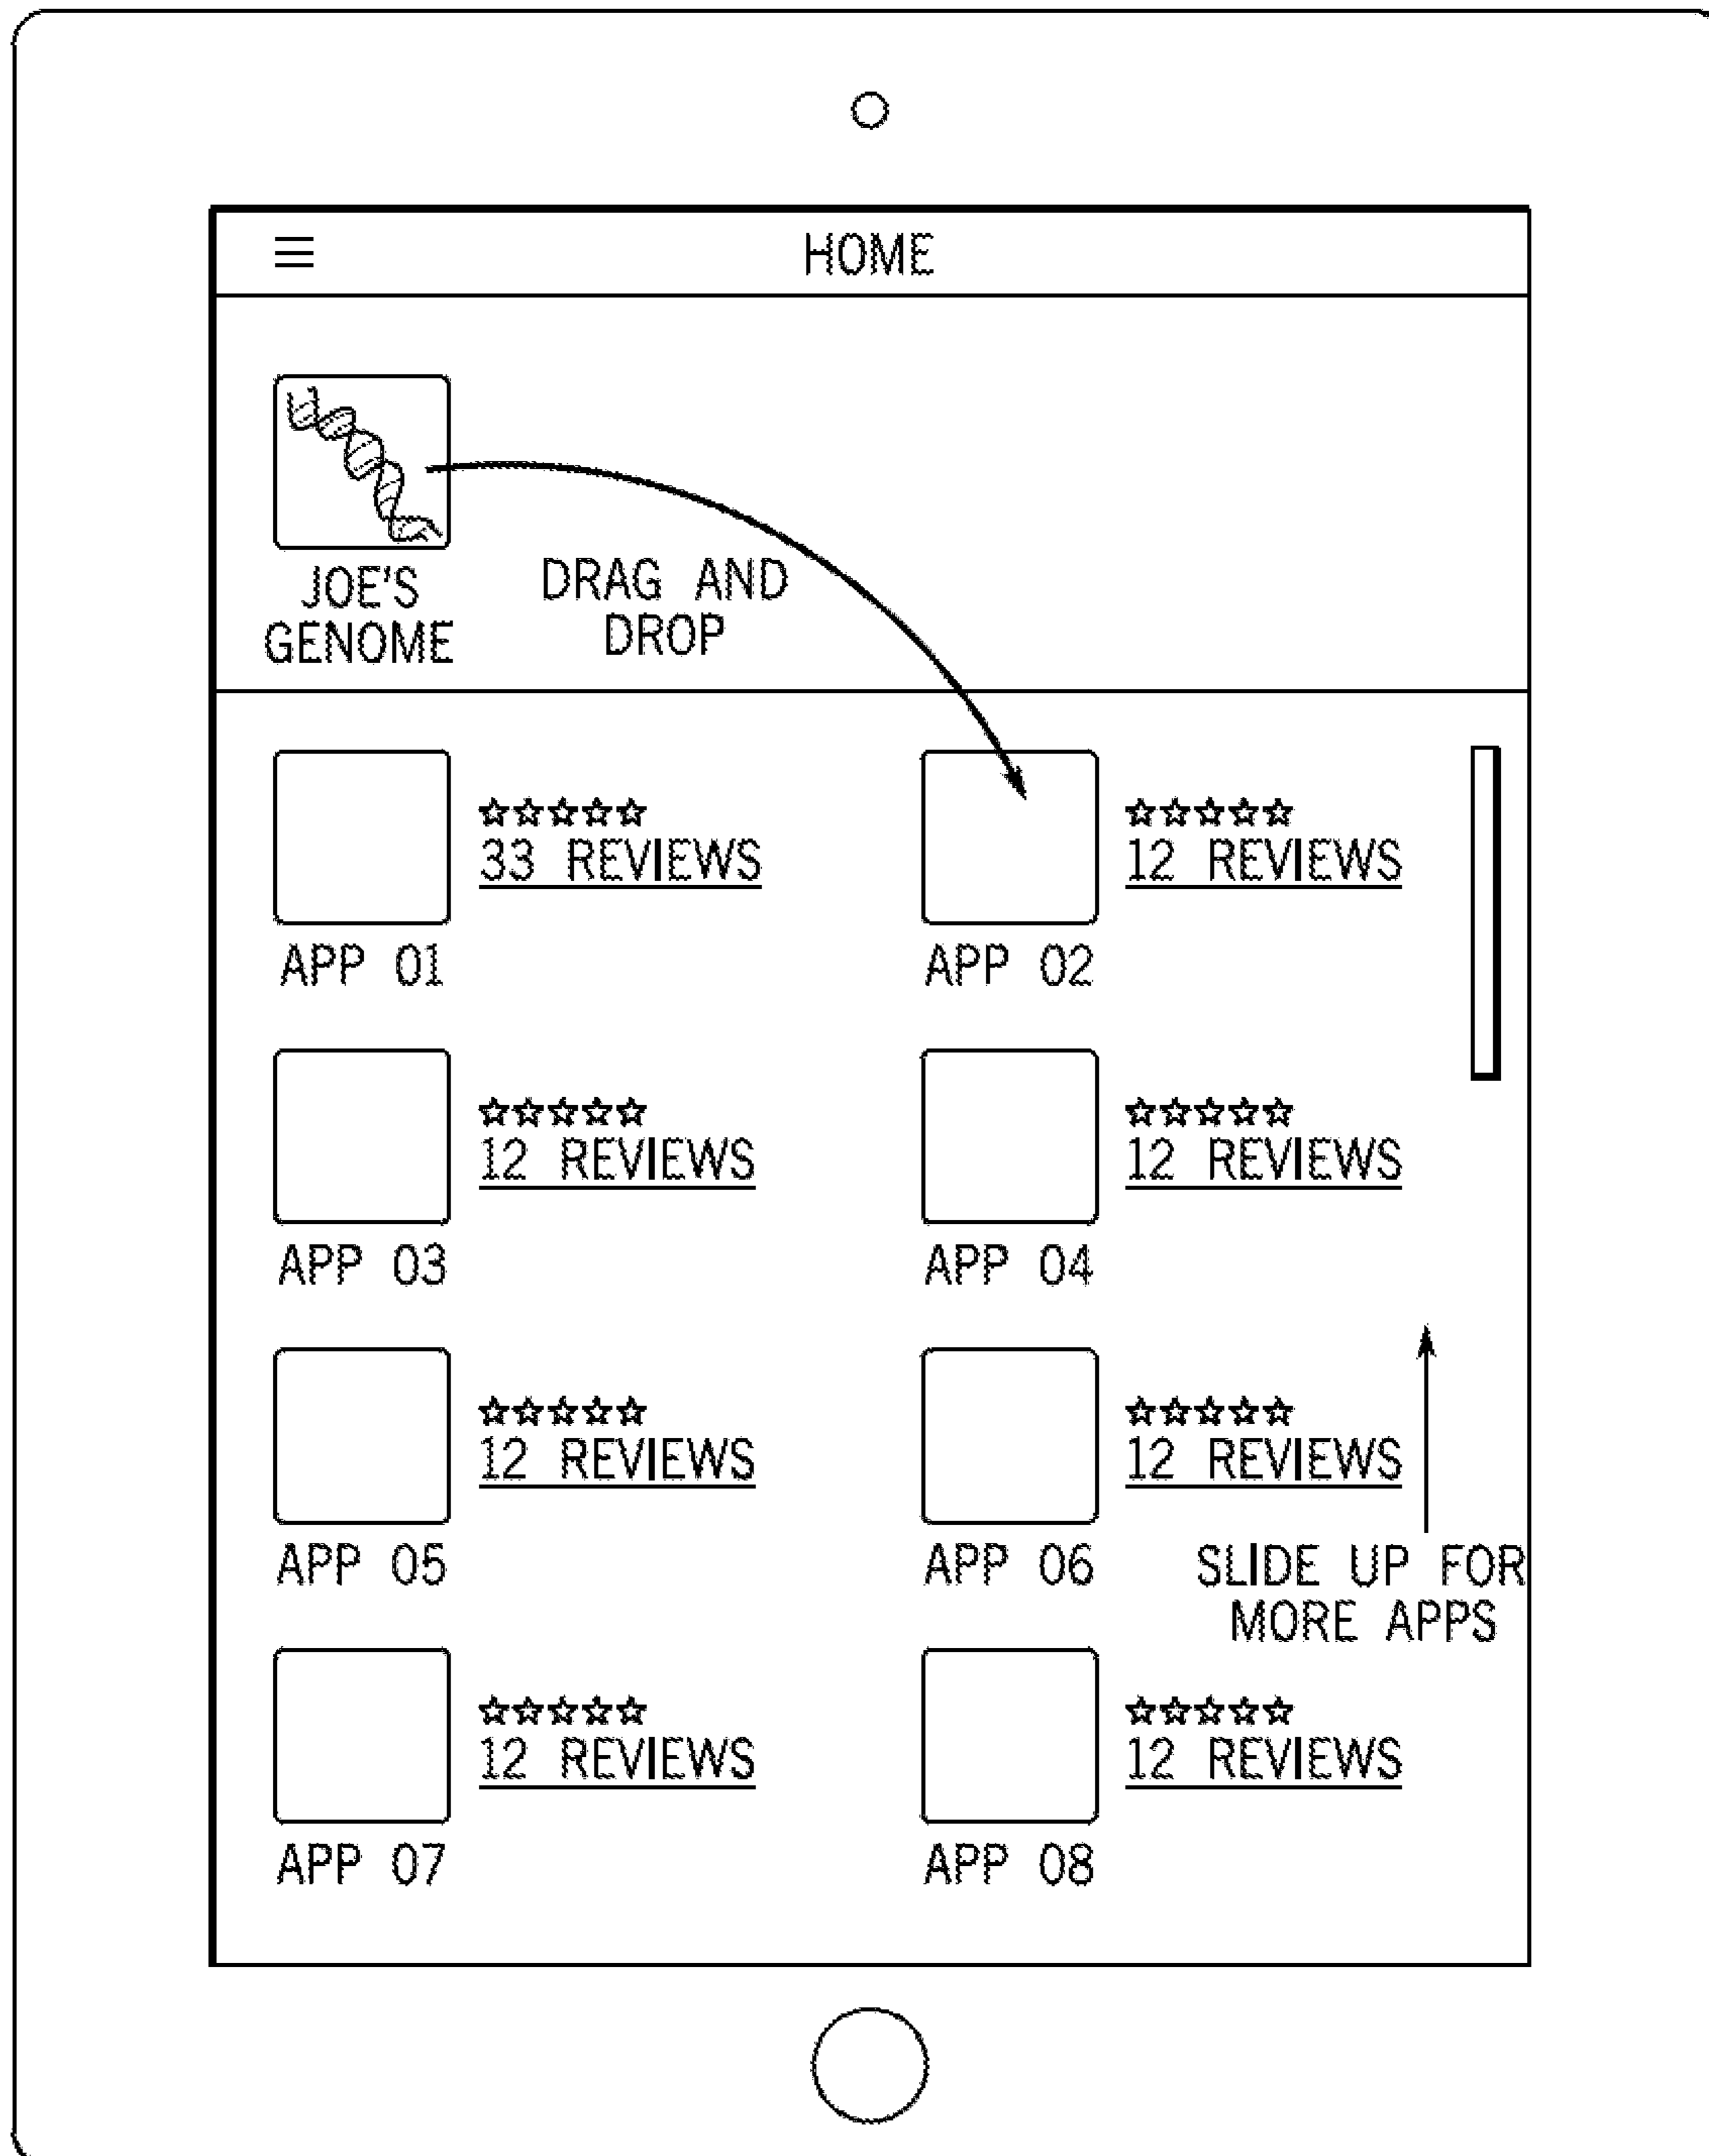 HOME
JOE'S
GENOME
DRAG AND
DROP
☆☆☆☆☆
33 REVIEWS
APP 01
☆☆☆☆☆
12 REVIEWS
APP 02
☆☆☆☆☆
12 REVIEWS
APP 03
☆☆☆☆☆
12 REVIEWS
APP 04
☆☆☆☆☆
12 REVIEWS
APP 05
☆☆☆☆☆
12 REVIEWS
APP 06
SLIDE UP FOR
MORE APPS
☆☆☆☆☆
12 REVIEWS
APP 07
☆☆☆☆☆
12 REVIEWS
APP 08